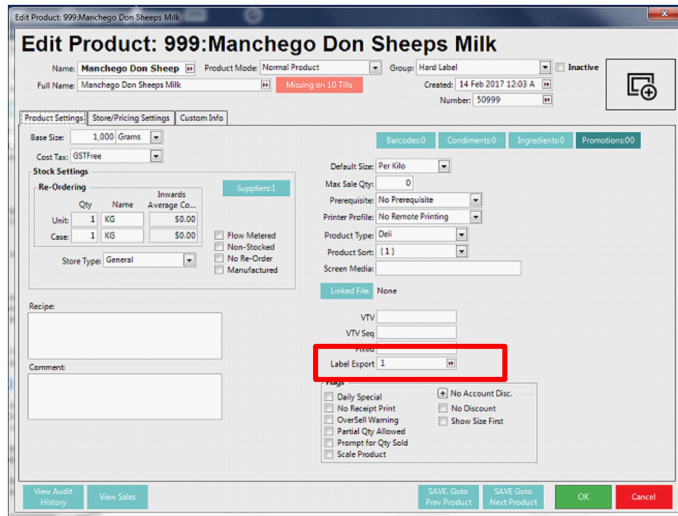 Edit Product: 999:Manchego Don Sheeps Milk
Edit Product: 999:Manchego Don Sheeps Milk
Name: Manchego Don Sheep Product Mode: Normal Product Group: Hard Label Inactive
Full Name: Manchego Don Sheeps Milk Missing on 10 Tills Created: 14 Feb 2017 12:03 A
Number: 50999
Product Settings Store/Pricing Settings Custom Info
Base Size: 1,000 Grams Barcodes:0 Condiments:0 Ingredients:0 Promotions:00
Cost Tax: GSTFree
Stock Settings Default Size: Per Kilo
Re-Ordering Suppliers:1 Max Sale Qty: 0
Qty Name Inwards Average Co... Prerequisite: No Prerequisite
Unit: 1 KG $0.00 Printer Profile: No Remote Printing
Case: 1 KG $0.00 Flow Metered Product Type: Deli
Non-Stocked
Store Type: General No Re-Order Product Sort: {1}
Manufactured Screen Media:
Linked File: None
Recipe:
VTV
VTV Seq
Fixed
Comment: Label Export 1
Flags
Daily Special + No Account Disc.
No Receipt Print No Discount
OverSell Warning Show Size First
Partial Qty Allowed
Prompt for Qty Sold
Scale Product
View Audit History View Sales SAVE, Goto Prev Product SAVE Goto Next Product OK Cancel